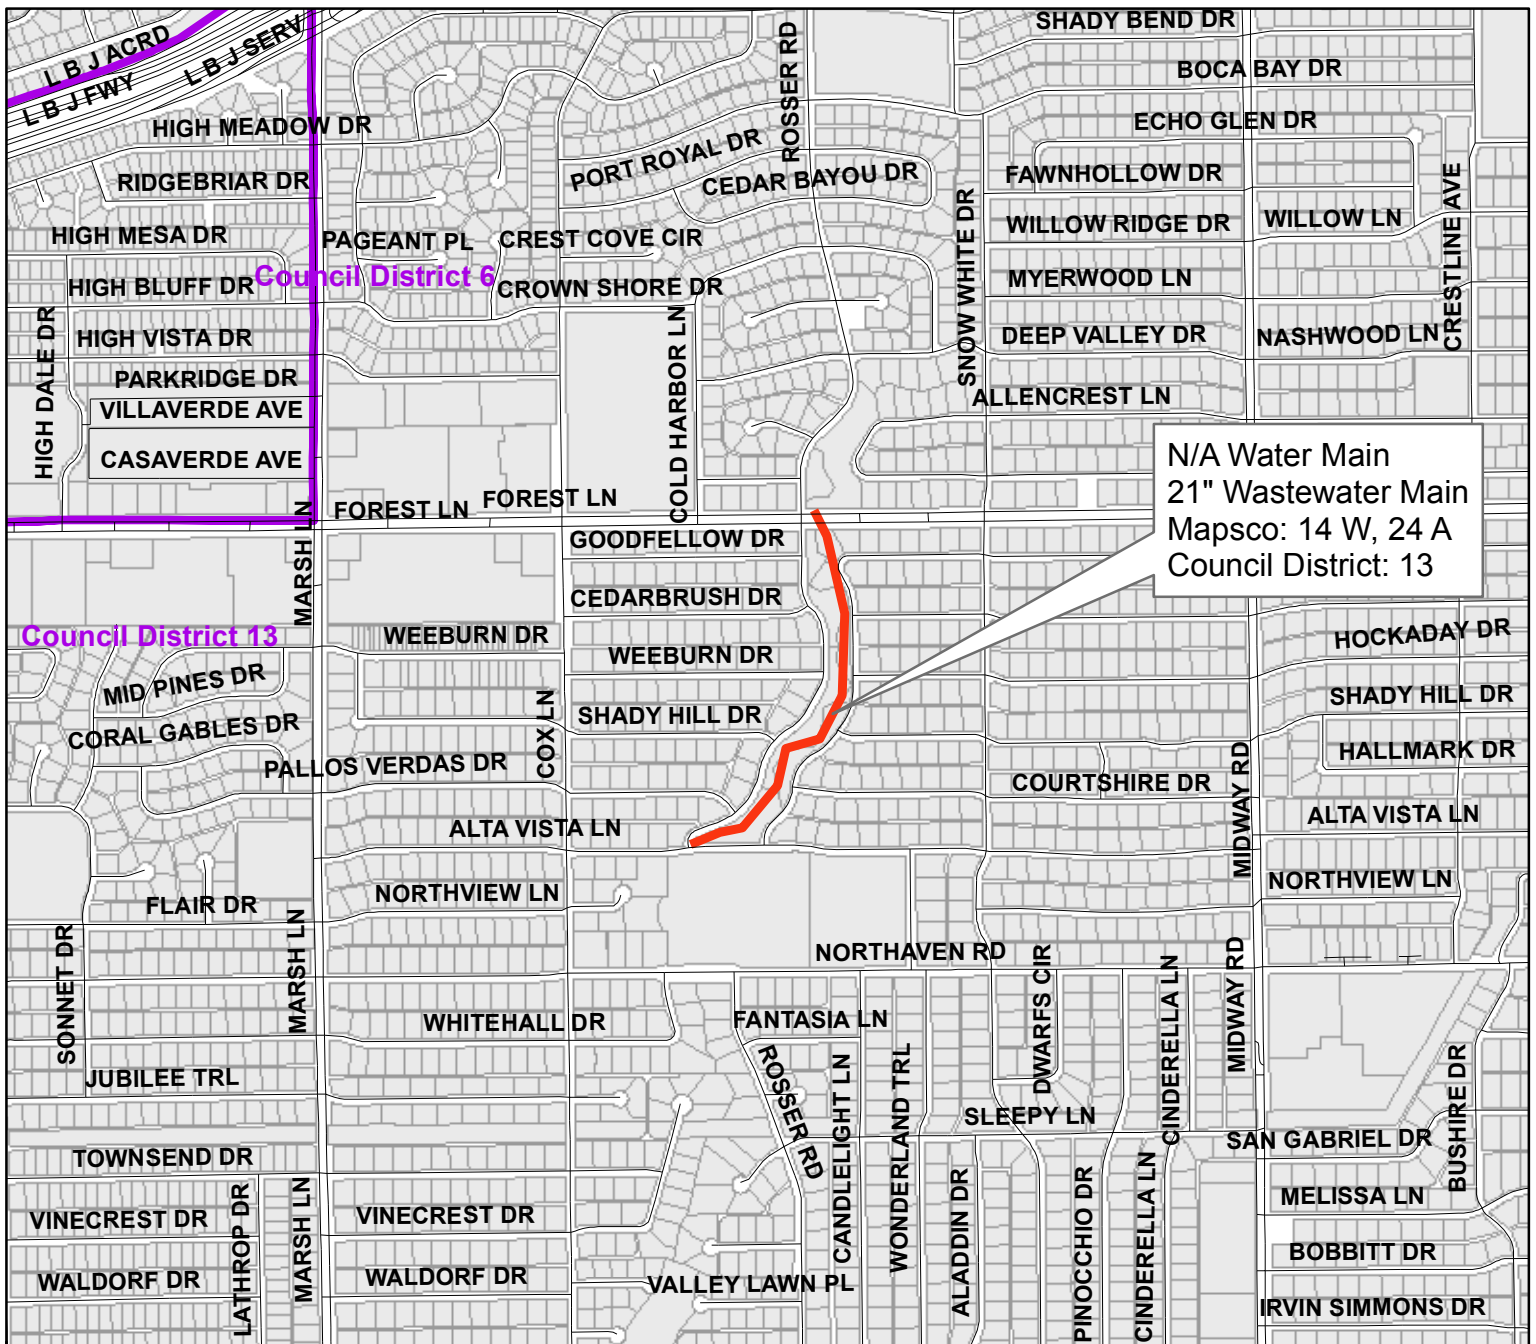 SHADY BEND DR
L B J ACRD
L B J SERV
ROSSER RD
BOCA BAY DR
L B J FWY
HIGH MEADOW DR
ECHO GLEN DR
PORT ROYAL DR
RIDGEBRIAR DR
CEDAR BAYOU DR
FAWNHOLLOW DR
CRESTLINE AVE
SNOW WHITE DR
WILLOW RIDGE DR
WILLOW LN
HIGH MESA DR
PAGEANT PL
CREST COVE CIR
Council District 6
HIGH BLUFF DR
CROWN SHORE DR
MYERWOOD LN
HIGH DALE DR
HIGH VISTA DR
COLD HARBOR LN
DEEP VALLEY DR
NASHWOOD LN
PARKRIDGE DR
VILLAVERDE AVE
ALLENCREST LN
CASAVERDE AVE
N/A Water Main
21" Wastewater Main
Mapsco: 14 W, 24 A
Council District: 13
FOREST LN
FOREST LN
MARSH LN
GOODFELLOW DR
CEDARBRUSH DR
Council District 13
WEEBURN DR
WEEBURN DR
HOCKADAY DR
MID PINES DR
SHADY HILL DR
SHADY HILL DR
COX LN
CORAL GABLES DR
PALLOS VERDAS DR
HALLMARK DR
COURTSHIRE DR
MIDWAY RD
ALTA VISTA LN
ALTA VISTA LN
NORTHVIEW LN
NORTHVIEW LN
FLAIR DR
MARSH LN
SONNET DR
NORTHAVEN RD
DWARFS CIR
CINDERELLA LN
MIDWAY RD
WHITEHALL DR
FANTASIA LN
JUBILEE TRL
ROSSER RD
CANDLELIGHT LN
WONDERLAND TRL
SLEEPY LN
SAN GABRIEL DR
BUSHIRE DR
TOWNSEND DR
LATHROP DR
MARSH LN
VINECREST DR
VINECREST DR
ALADDIN DR
PINOCCHIO DR
CINDERELLA LN
MELISSA LN
BOBBITT DR
WALDORF DR
WALDORF DR
VALLEY LAWN PL
IRVIN SIMMONS DR